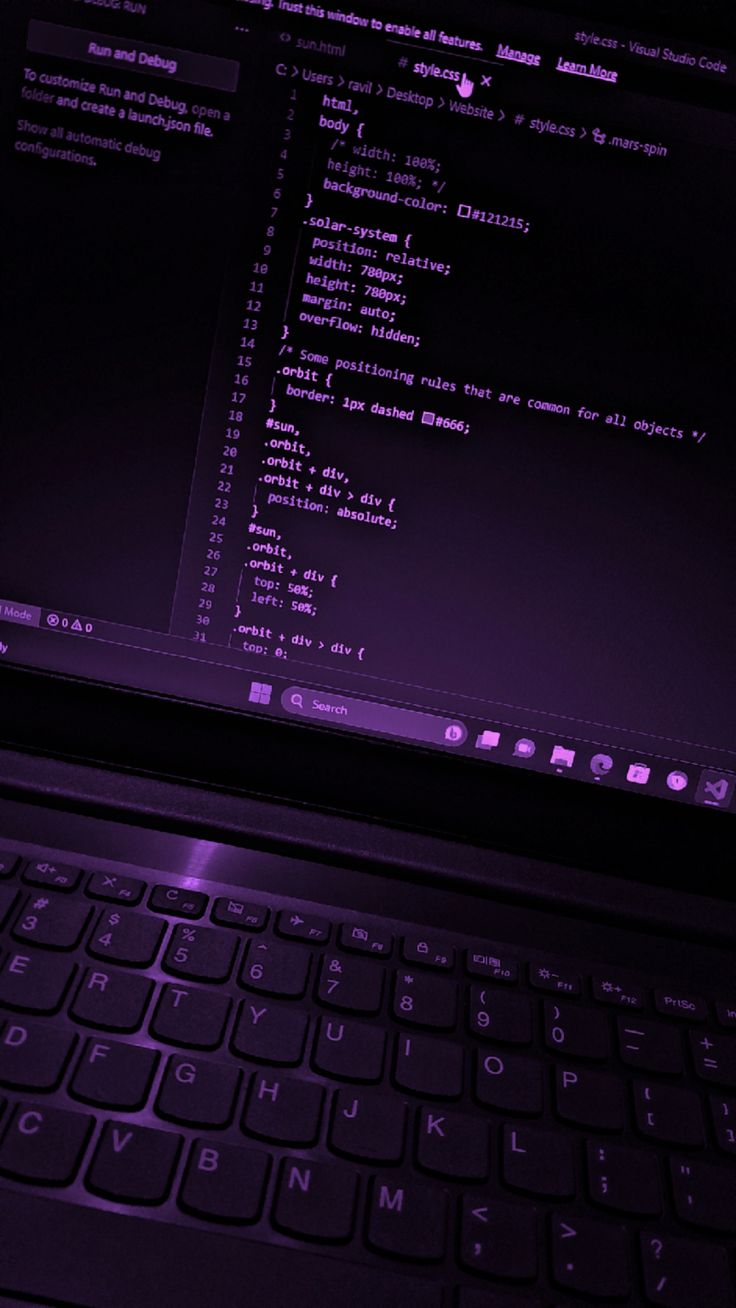 DEBUG: RUN
Run and Debug
To customize Run and Debug, open a
folder and create a launch.json file.
Show all automatic debug
configurations.
Trust this window to enable all features. Manage Learn More
style.css - Visual Studio Code
<> sun.html
# style.css ×
C: > Users > ravil > Desktop > Website > # style.css > .mars-spin
1 html,
2 body {
3 /* width: 100%;
4 height: 100%; */
5 background-color: #121215;
6 }
7 .solar-system {
8 position: relative;
9 width: 780px;
10 height: 780px;
11 margin: auto;
12 overflow: hidden;
13 }
14 /* Some positioning rules that are common for all objects */
15 .orbit {
16 border: 1px dashed #666;
17 }
18 #sun,
19 .orbit,
20 .orbit + div,
21 .orbit + div > div {
22 position: absolute;
23 }
24 #sun,
25 .orbit,
26 .orbit + div {
27 top: 50%;
28 left: 50%;
29 }
30 .orbit + div > div {
31 top: 0;
Mode 0 0
Search
F3 F4 F5 F6 F7 F8 F9 F10 F11 F12 PrtSc
# 3 $ 4 % 5 ^ 6 & 7 * 8 ( 9 ) 0 _ - + =
E R T Y U I O P { [ } ]
D F G H J K L : ; " '
C V B N M < , > . ? /